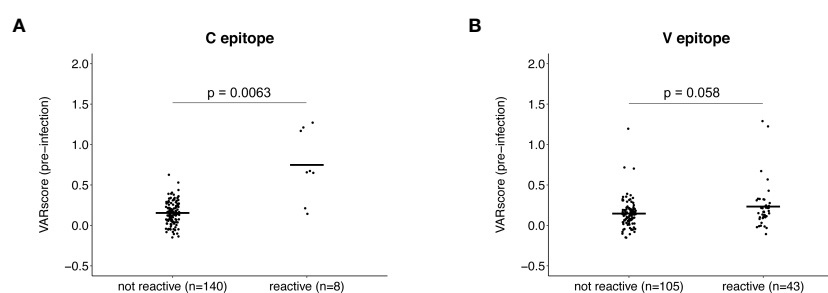 A
C epitope
VARscore (pre−infection)
2.0
1.5
1.0
0.5
0.0
−0.5
p = 0.0063
not reactive (n=140)
reactive (n=8)
B
V epitope
VARscore (pre−infection)
2.0
1.5
1.0
0.5
0.0
−0.5
p = 0.058
not reactive (n=105)
reactive (n=43)